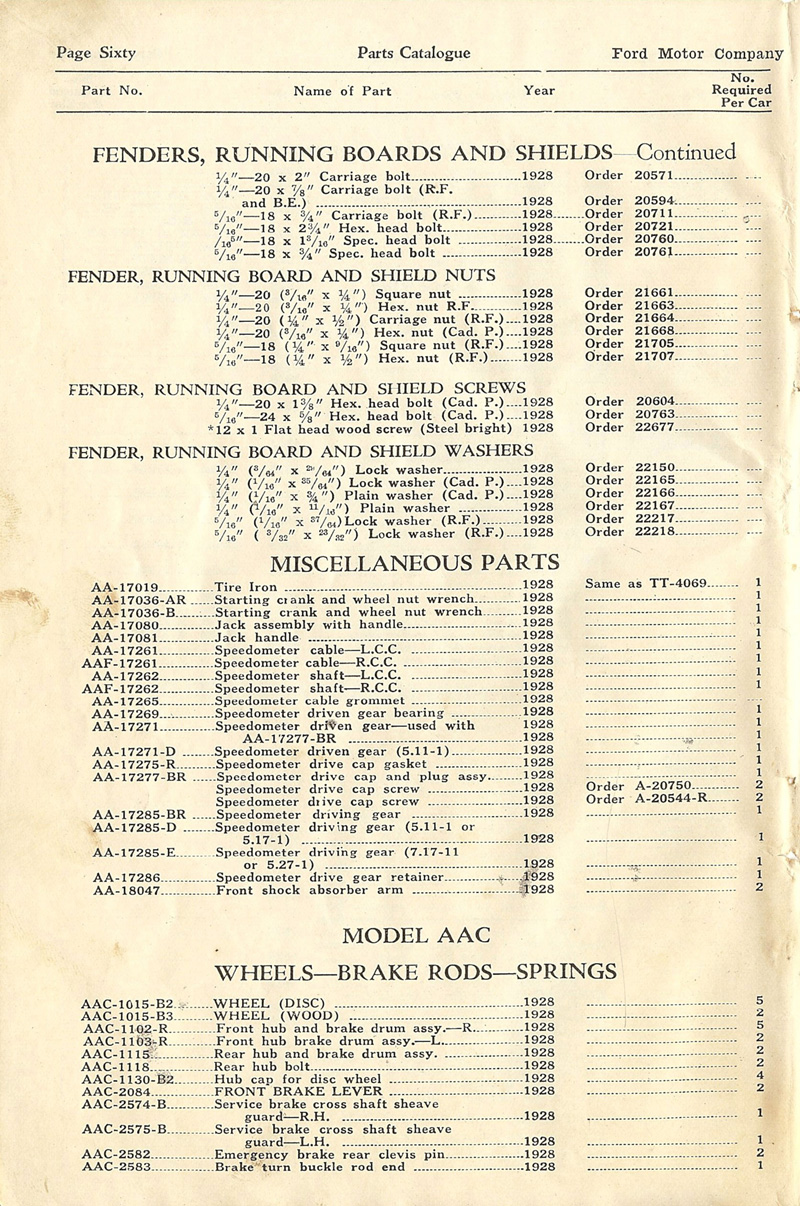 Page Sixty Parts Catalogue Ford Motor Company
Part No. Name of Part Year No. Required Per Car
FENDERS, RUNNING BOARDS AND SHIELDS—Continued
1/4"—20 x 2" Carriage bolt 1928 Order 20571
1/4"—20 x 7/8" Carriage bolt (R.F.
and B.E.) 1928 Order 20594
5/16"—18 x 3/4" Carriage bolt (R.F.) 1928 Order 20711
5/16"—18 x 2 3/4" Hex. head bolt 1928 Order 20721
/16 5"—18 x 1 3/16" Spec. head bolt 1928 Order 20760
5/16"—18 x 3/4" Spec. head bolt 1928 Order 20761
FENDER, RUNNING BOARD AND SHIELD NUTS
1/4"—20 (3/16" x 1/4") Square nut 1928 Order 21661
1/4"—20 (3/16" x 1/4") Hex. nut R.F. 1928 Order 21663
1/4"—20 (1/4" x 1/2") Carriage nut (R.F.) 1928 Order 21664
1/4"—20 (3/16" x 1/4") Hex. nut (Cad. P.) 1928 Order 21668
5/16"—18 (1/4" x 9/16") Square nut (R.F.) 1928 Order 21705
5/16"—18 (1/4" x 1/2") Hex. nut (R.F.) 1928 Order 21707
FENDER, RUNNING BOARD AND SHIELD SCREWS
1/4"—20 x 1 3/8" Hex. head bolt (Cad. P.) 1928 Order 20604
5/16"—24 x 5/8" Hex. head bolt (Cad. P.) 1928 Order 20763
*12 x 1 Flat head wood screw (Steel bright) 1928 Order 22677
FENDER, RUNNING BOARD AND SHIELD WASHERS
1/4" (3/64" x /64") Lock washer 1928 Order 22150
1/4" (1/16" x 35/64") Lock washer (Cad. P.) 1928 Order 22165
1/4" (1/16" x 3/4") Plain washer (Cad. P.) 1928 Order 22166
1/4" (1/16" x 11/16") Plain washer 1928 Order 22167
5/16" (1/16" x 37/64) Lock washer (R.F.) 1928 Order 22217
5/16" ( 3/32" x 23/32") Lock washer (R.F.) 1928 Order 22218
MISCELLANEOUS PARTS
AA-17019 Tire Iron 1928 Same as TT-4069 1
AA-17036-AR Starting crank and wheel nut wrench 1928 1
AA-17036-B Starting crank and wheel nut wrench 1928 1
AA-17080 Jack assembly with handle 1928 1
AA-17081 Jack handle 1928 1
AA-17261 Speedometer cable—L.C.C. 1928 1
AAF-17261 Speedometer cable—R.C.C. 1928 1
AA-17262 Speedometer shaft—L.C.C. 1928 1
AAF-17262 Speedometer shaft—R.C.C. 1928 1
AA-17265 Speedometer cable grommet 1928
AA-17269 Speedometer driven gear bearing 1928 1
AA-17271 Speedometer driven gear—used with 1928 1
AA-17277-BR 1928 1
AA-17271-D Speedometer driven gear (5.11-1) 1928 1
AA-17275-R Speedometer drive cap gasket 1928 1
AA-17277-BR Speedometer drive cap and plug assy. 1928 1
Speedometer drive cap screw 1928 Order A-20750 2
Speedometer drive cap screw 1928 Order A-20544-R 2
AA-17285-BR Speedometer driving gear 1928 1
AA-17285-D Speedometer driving gear (5.11-1 or
5.17-1) 1928 1
AA-17285-E Speedometer driving gear (7.17-11
or 5.27-1) 1928 1
AA-17286 Speedometer drive gear retainer 1928 1
AA-18047 Front shock absorber arm 1928 2
MODEL AAC
WHEELS—BRAKE RODS—SPRINGS
AAC-1015-B2 WHEEL (DISC) 1928 5
AAC-1015-B3 WHEEL (WOOD) 1928 2
AAC-1102-R Front hub and brake drum assy.—R. 1928 5
AAC-1103-R Front hub brake drum assy.—L. 1928 2
AAC-1115 Rear hub and brake drum assy. 1928 2
AAC-1118 Rear hub bolt 1928 2
AAC-1130-B2 Hub cap for disc wheel 1928 4
AAC-2084 FRONT BRAKE LEVER 1928 2
AAC-2574-B Service brake cross shaft sheave
guard—R.H. 1928 1
AAC-2575-B Service brake cross shaft sheave
guard—L.H. 1928 1
AAC-2582 Emergency brake rear clevis pin 1928 2
AAC-2583 Brake turn buckle rod end 1928 1